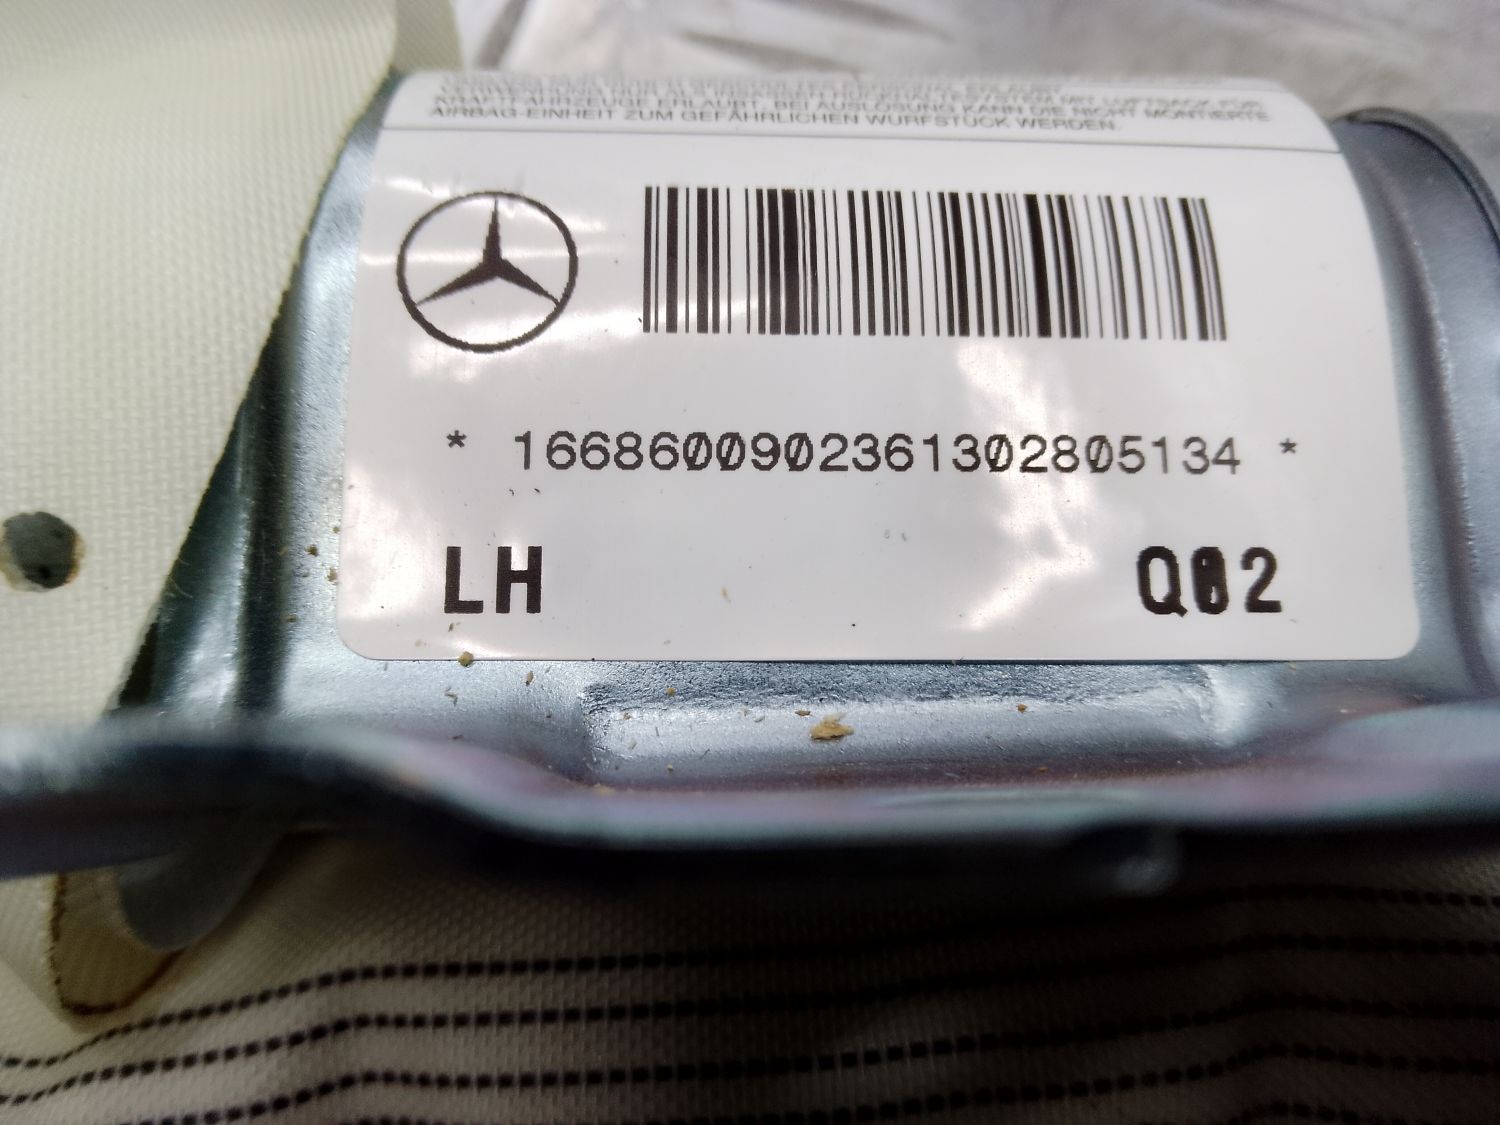 KRAFTFAHRZEUGE ERLAUBT. BEI AUSLÖSUNG KANN DIE NICHT MONTIERTE
AIRBAG-EINHEIT ZUM GEFÄHRLICHEN WURFSTÜCK WERDEN.
* 1668600902361302805134 *
LH Q02